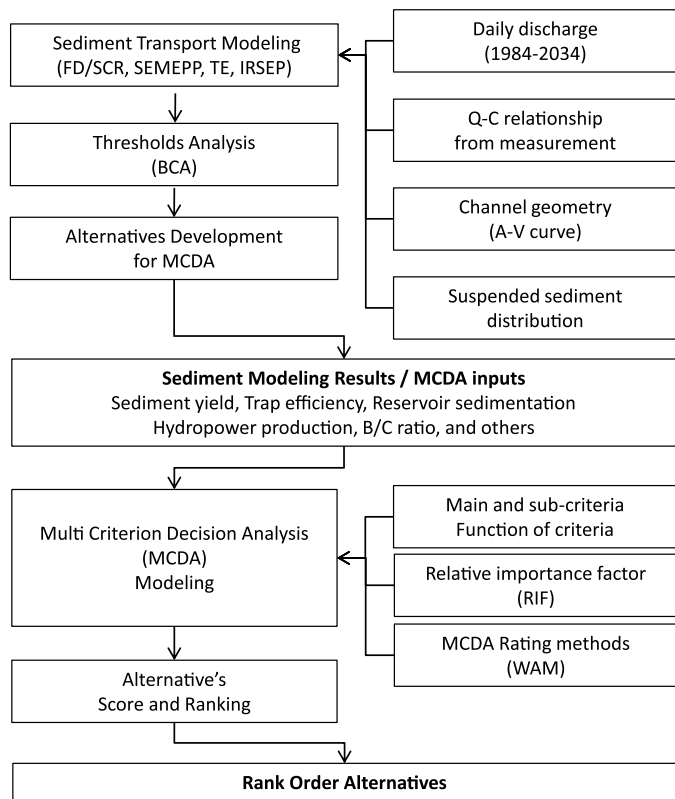 Sediment Transport Modeling
(FD/SCR, SEMEPP, TE, IRSEP)
Daily discharge
(1984-2034)
Thresholds Analysis
(BCA)
Q-C relationship
from measurement
Alternatives Development
for MCDA
Channel geometry
(A-V curve)
Suspended sediment
distribution
Sediment Modeling Results / MCDA inputs
Sediment yield, Trap efficiency, Reservoir sedimentation
Hydropower production, B/C ratio, and others
Multi Criterion Decision Analysis
(MCDA)
Modeling
Main and sub-criteria
Function of criteria
Relative importance factor
(RIF)
MCDA Rating methods
(WAM)
Alternative’s
Score and Ranking
Rank Order Alternatives